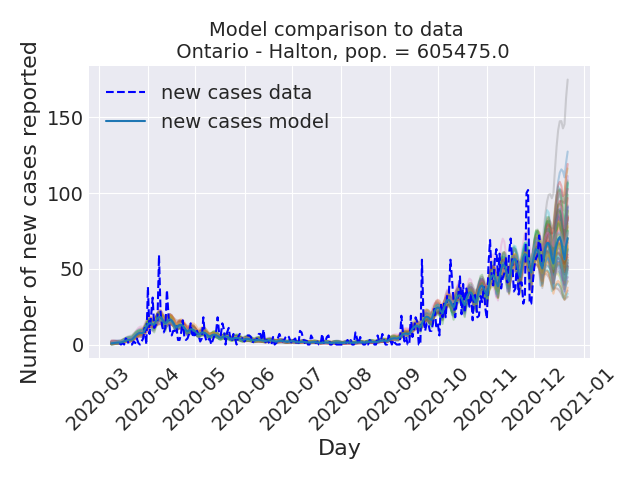 Model comparison to data
Ontario - Halton, pop. = 605475.0
Number of new cases reported
new cases data
new cases model
150
100
50
0
2020-03
2020-04
2020-05
2020-06
2020-07
2020-08
2020-09
2020-10
2020-11
2020-12
2021-01
Day